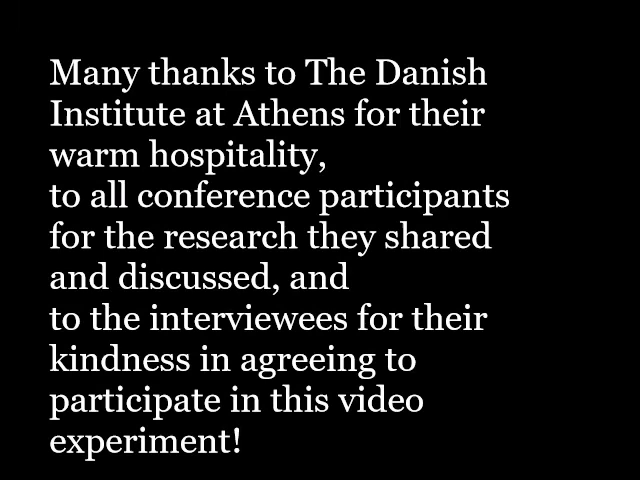 Many thanks to The Danish
Institute at Athens for their
warm hospitality,
to all conference participants
for the research they shared
and discussed, and
to the interviewees for their
kindness in agreeing to
participate in this video
experiment!